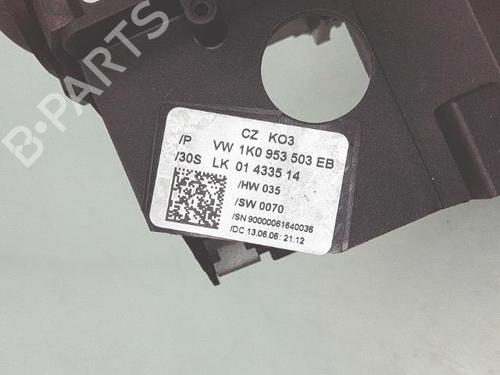 B-PARTS
CZ KO3
/P VW 1K0 953 503 EB
/30S LK 01 4335 14
/HW 035
/SW 0070
/SN 90000061640036
/DC 13.06.06; 21.12